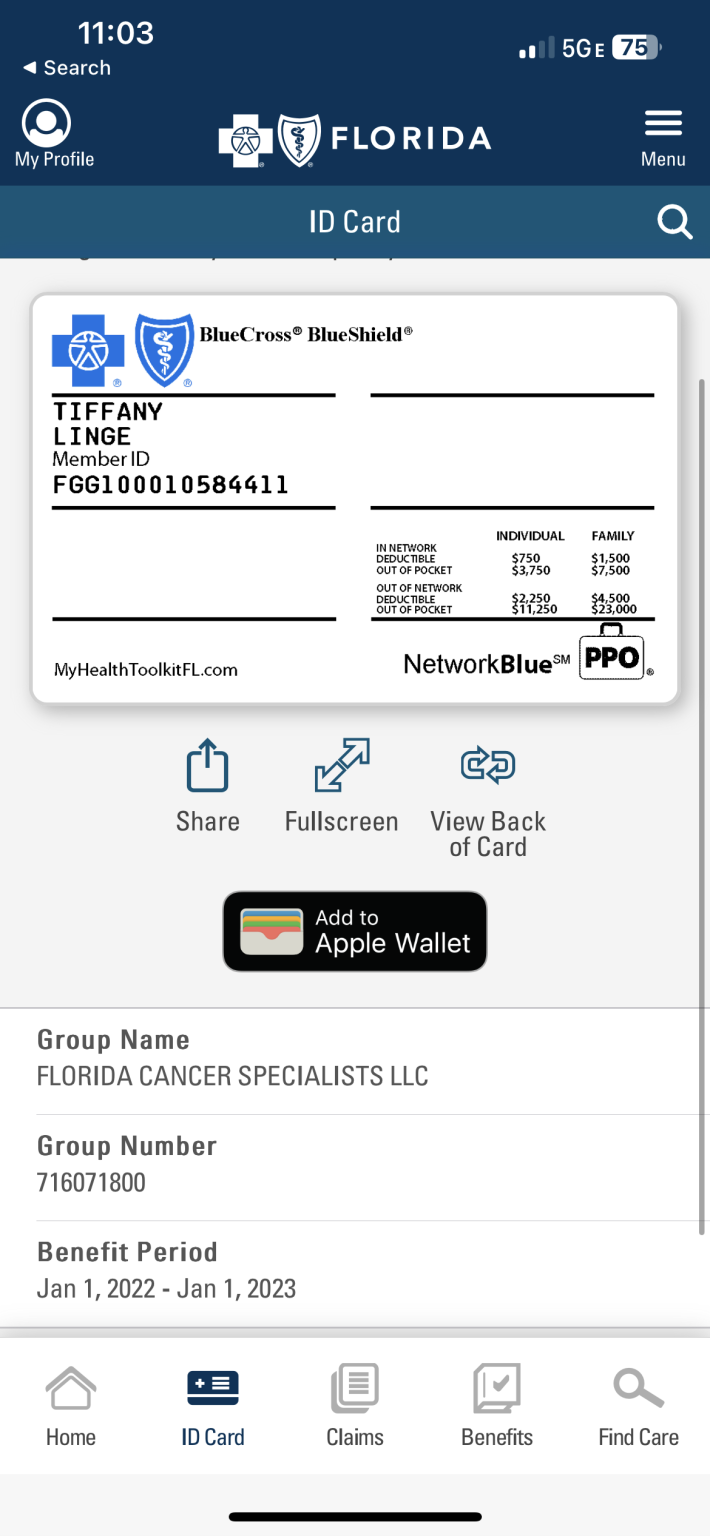 11:03
5GE 75
◀ Search
My Profile
FLORIDA
Menu
ID Card
BlueCross® BlueShield®
TIFFANY
LINGE
Member ID
FGG100010584411
INDIVIDUAL FAMILY
IN NETWORK
DEDUCTIBLE $750 $1,500
OUT OF POCKET $3,750 $7,500
OUT OF NETWORK
DEDUCTIBLE $2,250 $4,500
OUT OF POCKET $11,250 $23,000
MyHealthToolkitFL.com
NetworkBlue℠ PPO®
Share
Fullscreen
View Back
of Card
Add to
Apple Wallet
Group Name
FLORIDA CANCER SPECIALISTS LLC
Group Number
716071800
Benefit Period
Jan 1, 2022 - Jan 1, 2023
Home
ID Card
Claims
Benefits
Find Care